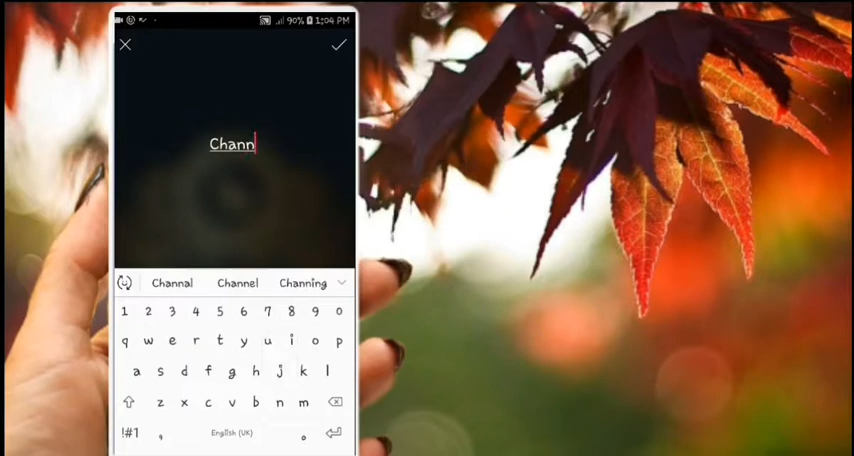 90% 1:04 PM
Chann
Channal Channel Channing
1 2 3 4 5 6 7 8 9 0
q w e r t y u i o p
a s d f g h j k l
z x c v b n m
!#1 , English (UK) .